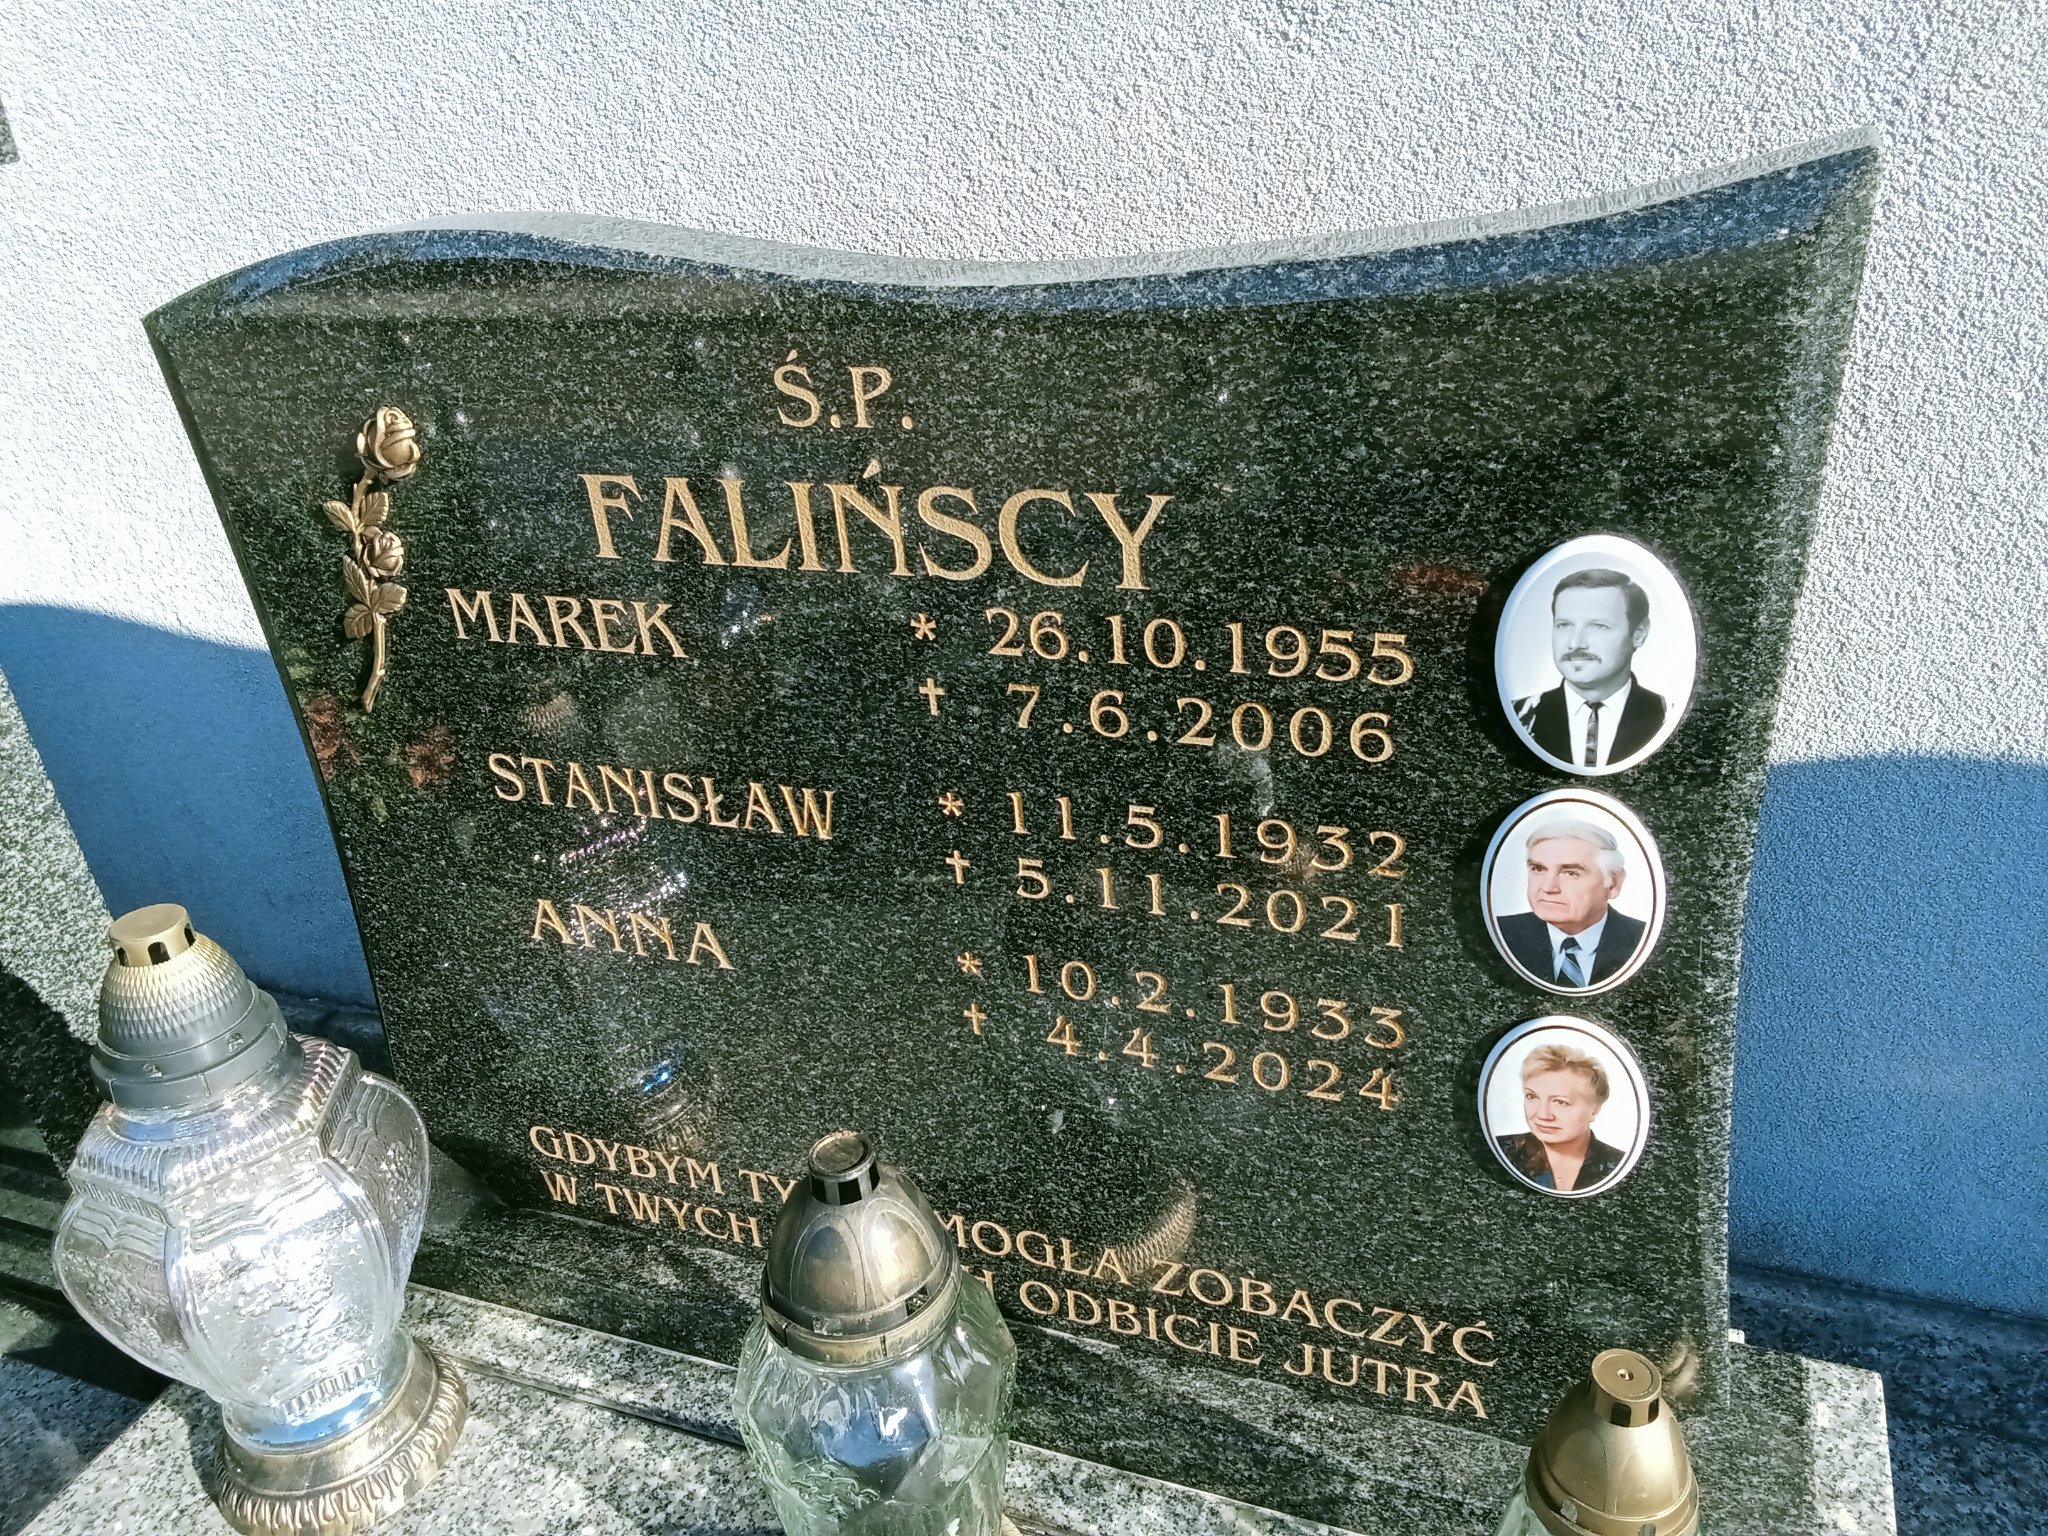 Ś.P.
FALIŃSCY
MAREK * 26.10.1955
† 7.6.2006
STANISŁAW * 11.5.1932
† 5.11.2021
ANNA * 10.2.1933
† 4.4.2024
GDYBYM MOGŁA ZOBACZYĆ
W TWYCH ODBICIE JUTRA